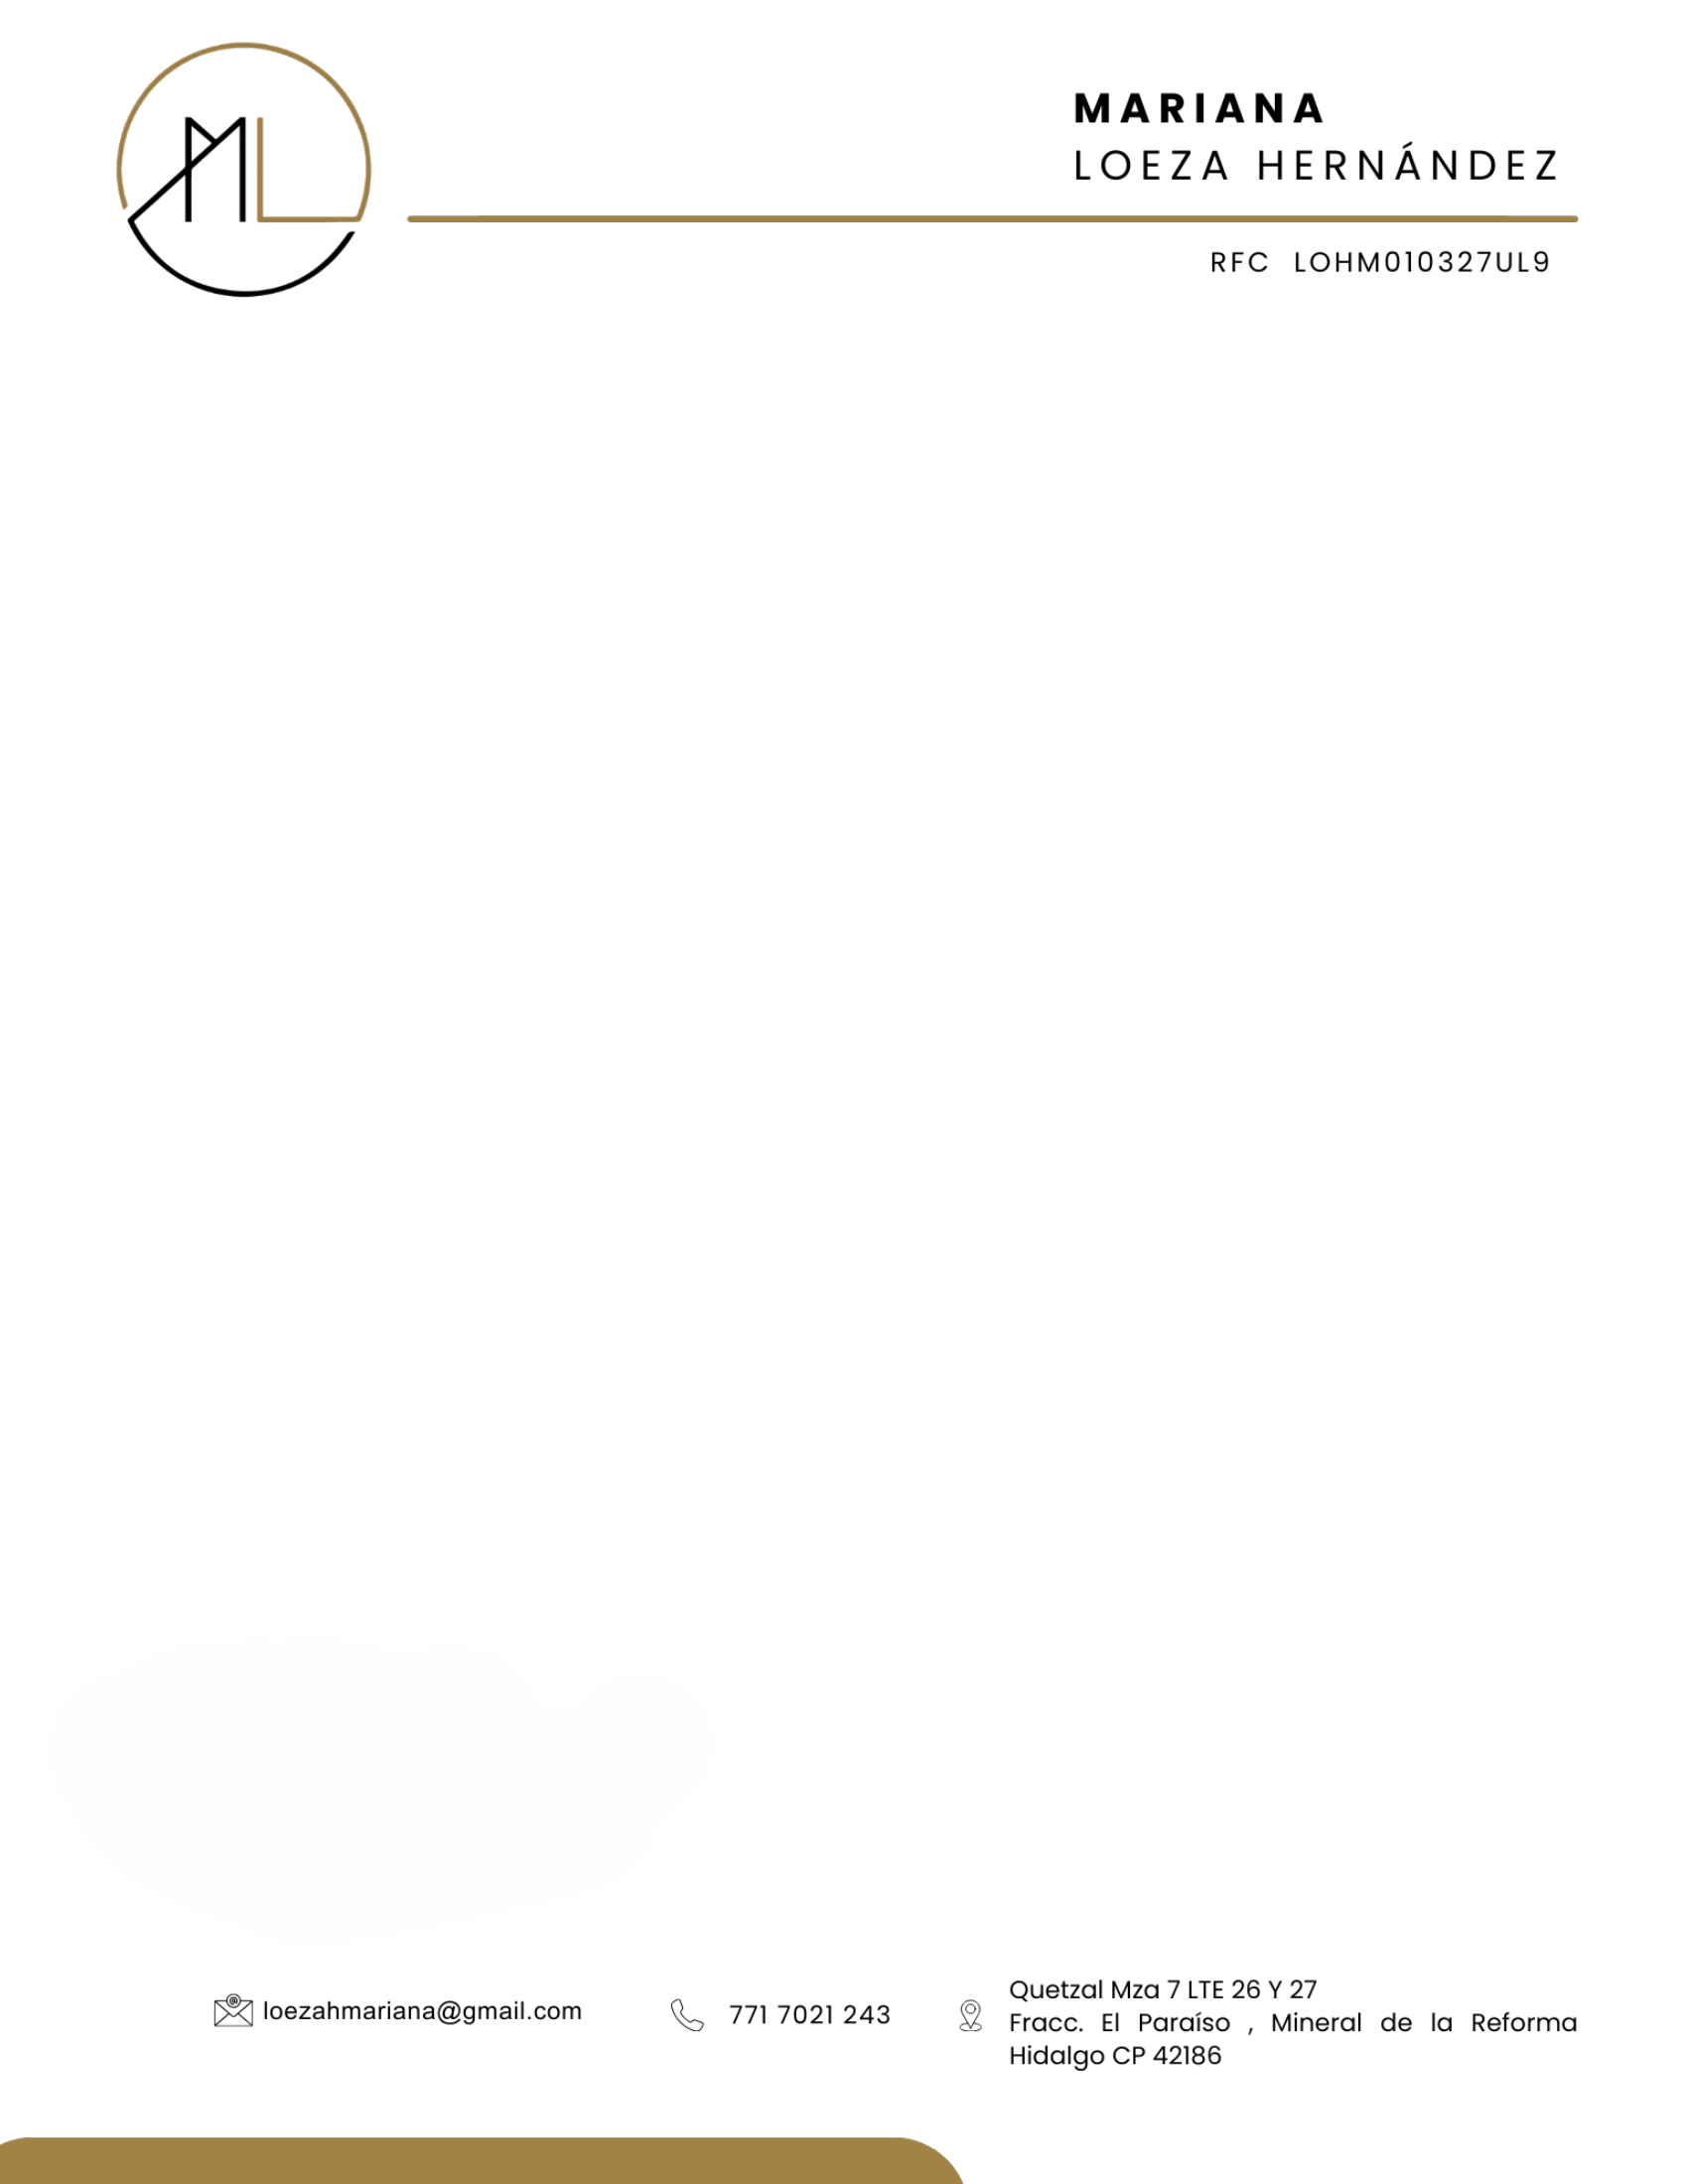 ML
MARIANA
LOEZA HERNÁNDEZ
RFC LOHM010327UL9
loezahmariana@gmail.com
771 7021 243
Quetzal Mza 7 LTE 26 Y 27
Fracc. El Paraíso , Mineral de la Reforma
Hidalgo CP 42186